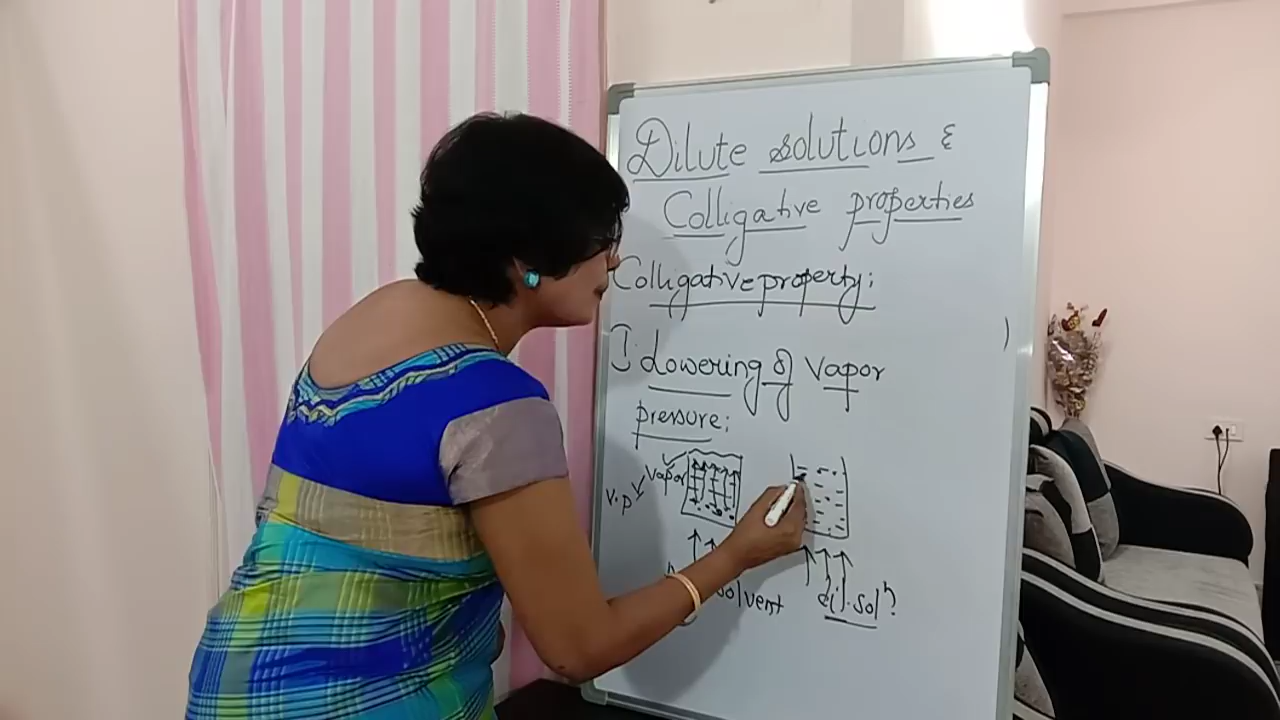 Dilute solutions &
Colligative properties
Colligative property:
I. Lowering of Vapor
pressure:
vapor
v.p
solvent
dil. solⁿ